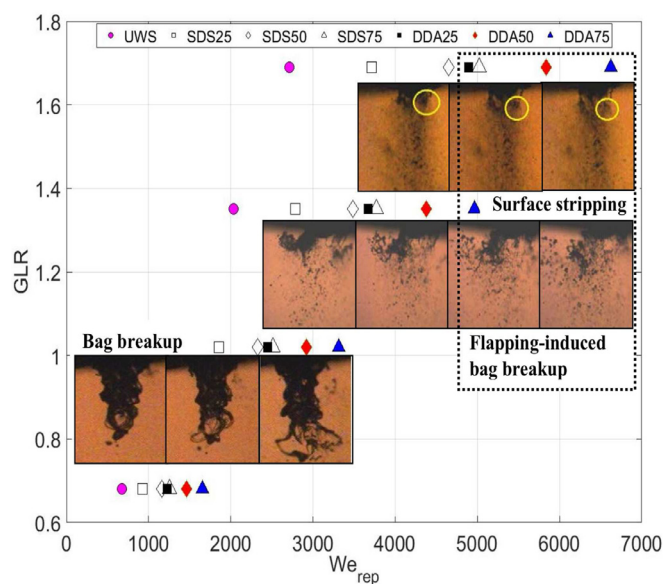 1.8
UWS SDS25 SDS50 SDS75 DDA25 DDA50 DDA75
1.6
1.4
Surface stripping
GLR
1.2
Bag breakup
Flapping-induced
bag breakup
1
0.8
0.6
0 1000 2000 3000 4000 5000 6000 7000
We_rep